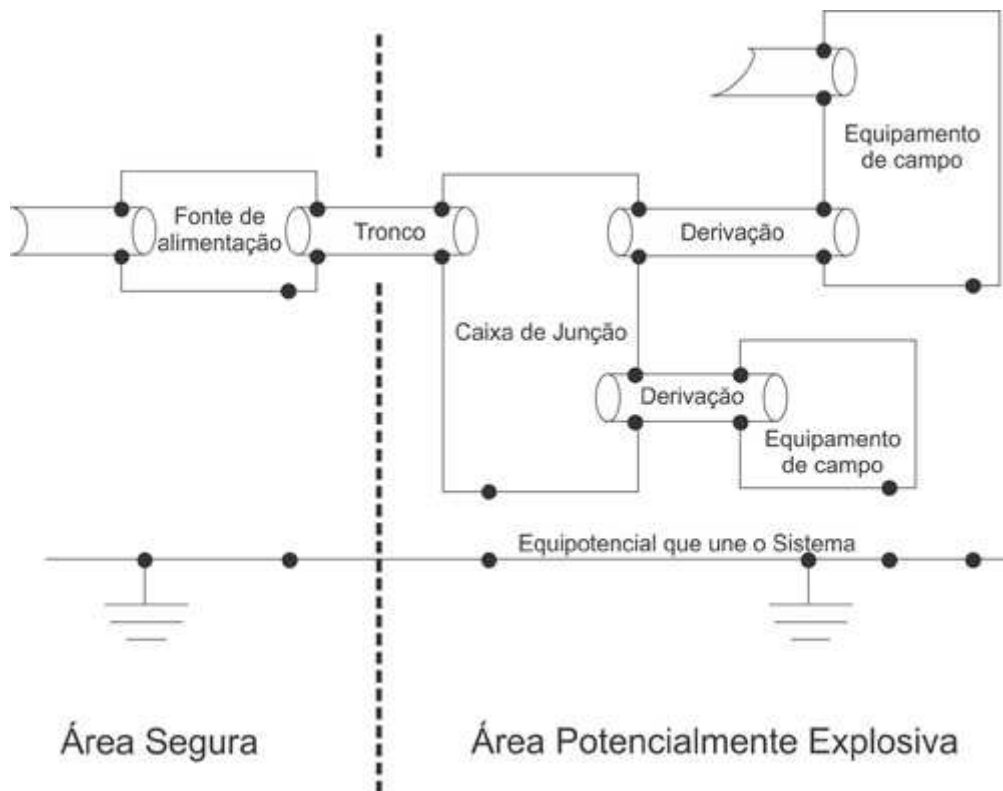 Equipamento
de campo
Fonte de
alimentação
Tronco
Derivação
Caixa de Junção
Derivação
Equipamento
de campo
Equipotencial que une o Sistema
Área Segura
Área Potencialmente Explosiva